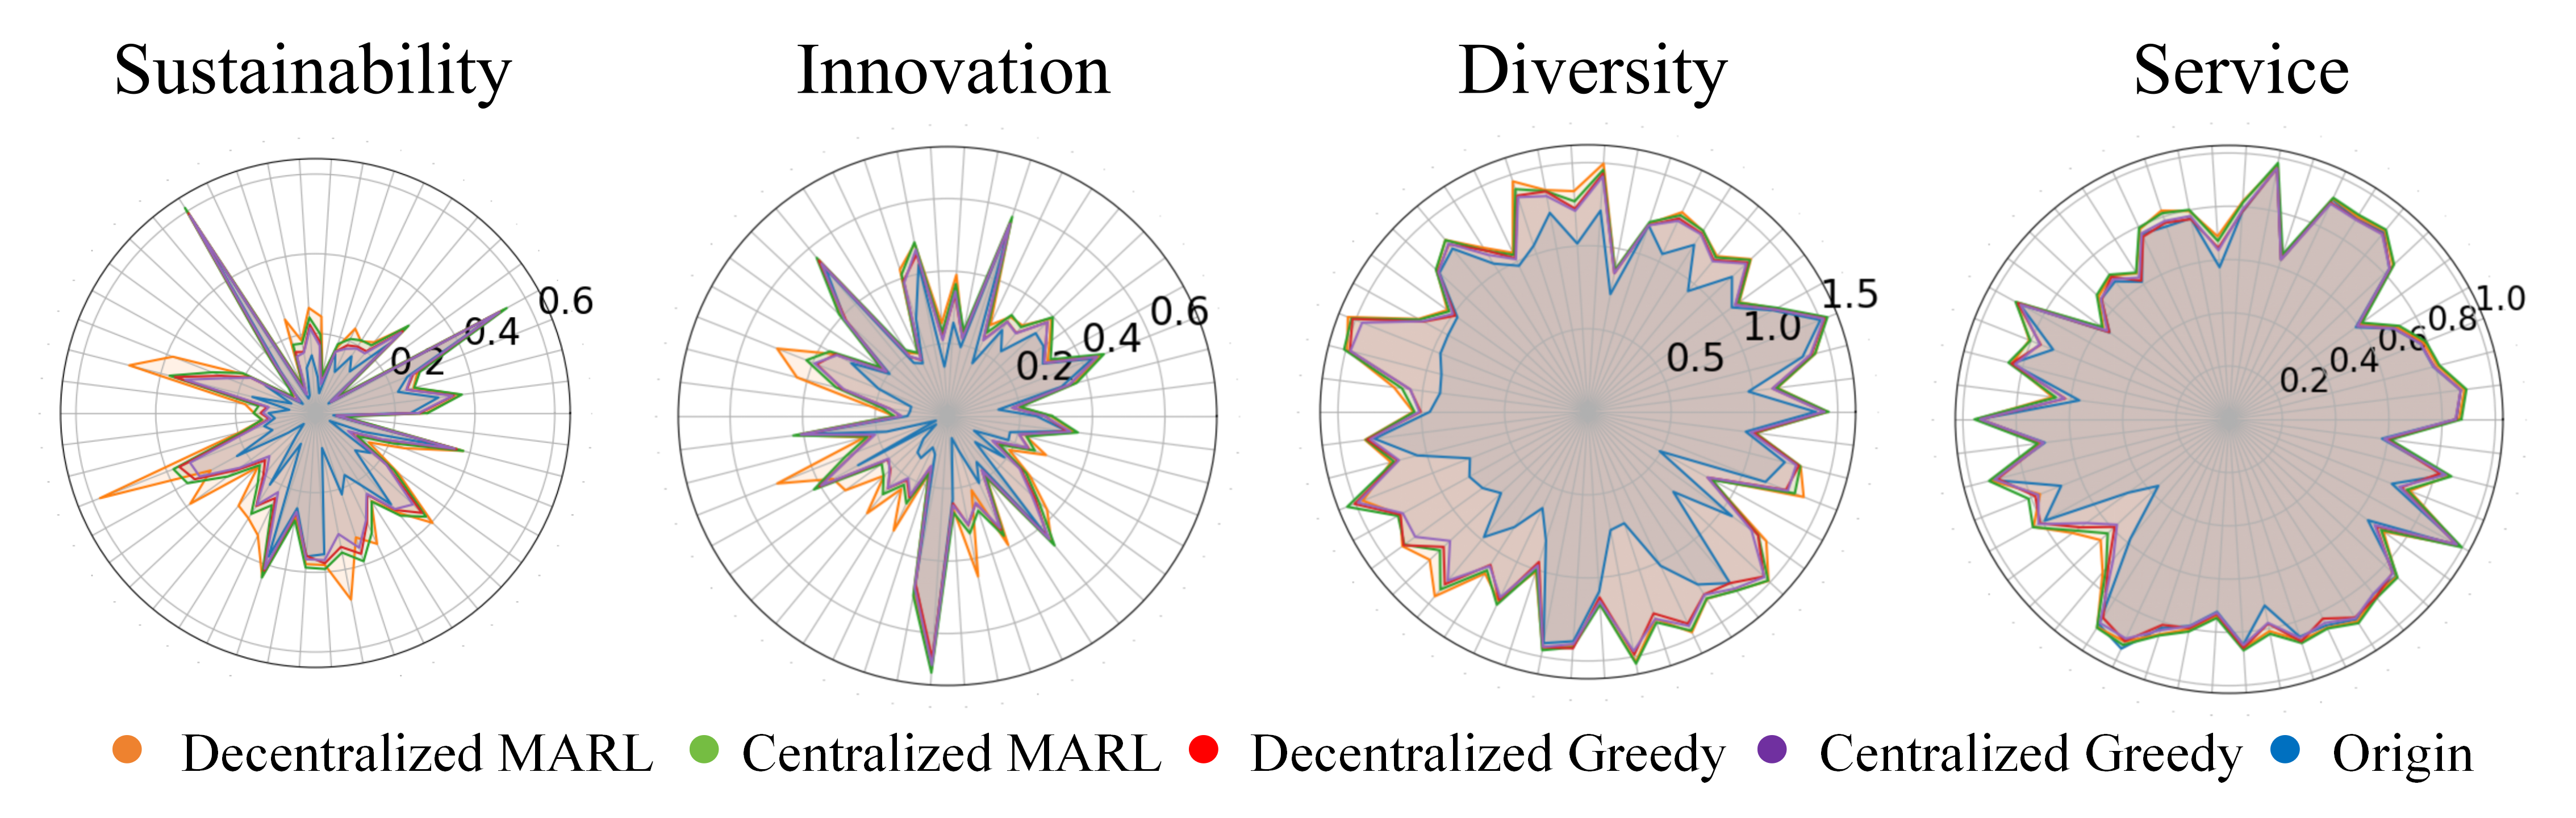 Sustainability Innovation Diversity Service
0.2 0.4 0.6
0.2 0.4 0.6
0.5 1.0 1.5
0.2 0.4 0.6 0.8 1.0
Decentralized MARL Centralized MARL Decentralized Greedy Centralized Greedy Origin